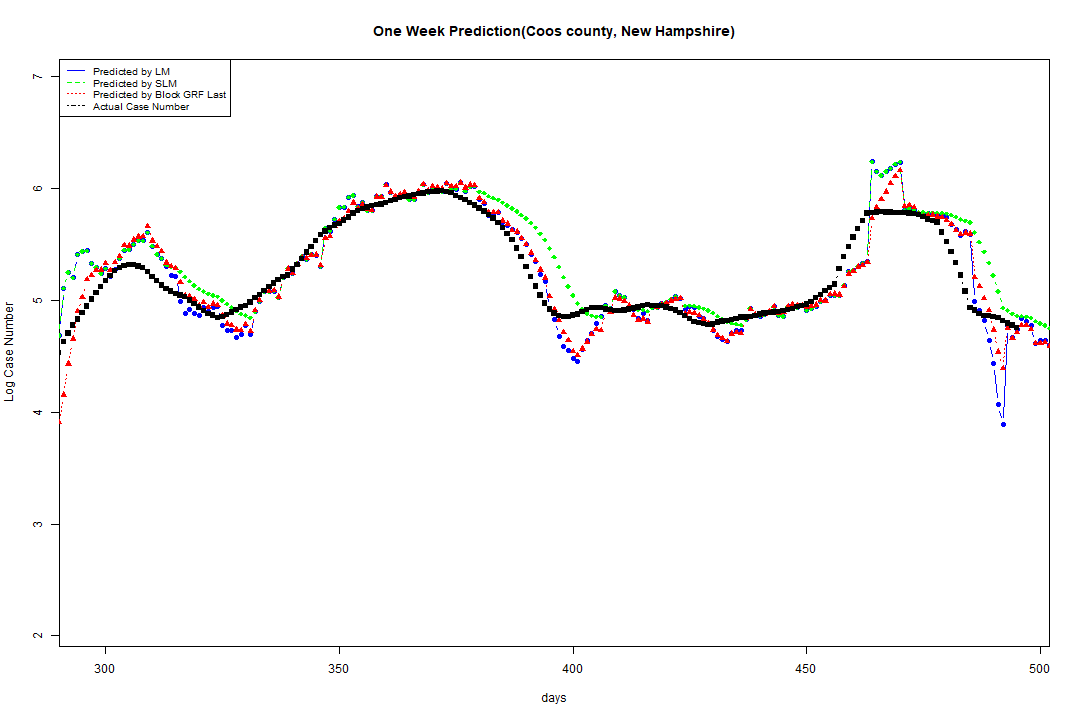 One Week Prediction(Coos county, New Hampshire)
Predicted by LM
Predicted by SLM
Predicted by Block GRF Last
Actual Case Number
7
6
5
4
3
2
Log Case Number
300
350
400
450
500
days